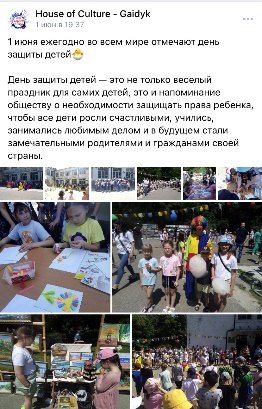 House of Culture - Gaidyk
1 июн в 19:37
1 июня ежегодно во всем мире отмечают день
защиты детей🐣
День защиты детей — это не только веселый
праздник для самих детей, это и напоминание
обществу о необходимости защищать права ребенка,
чтобы все дети росли счастливыми, учились,
занимались любимым делом и в будущем стали
замечательными родителями и гражданами своей
страны.